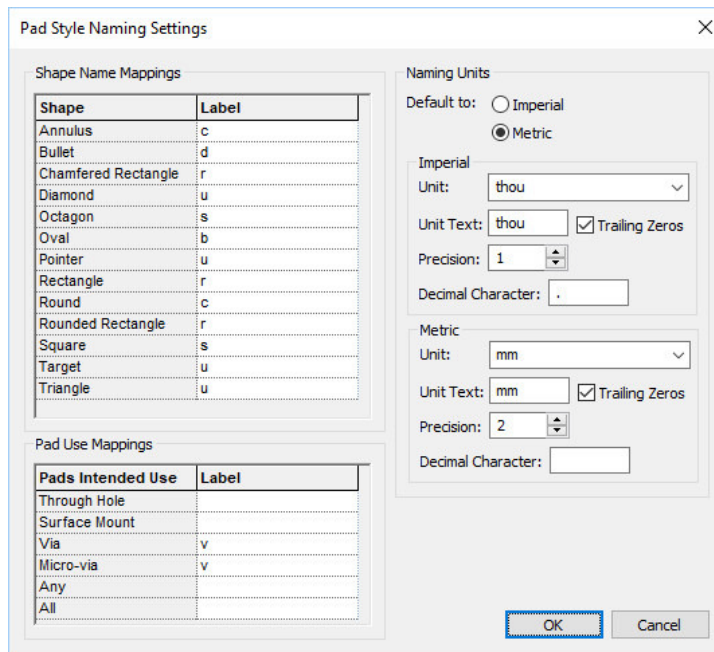 Pad Style Naming Settings
Shape Name Mappings
Shape Label
Annulus c
Bullet d
Chamfered Rectangle r
Diamond u
Octagon s
Oval b
Pointer u
Rectangle r
Round c
Rounded Rectangle r
Square s
Target u
Triangle u
Pad Use Mappings
Pads Intended Use Label
Through Hole
Surface Mount
Via v
Micro-via v
Any
All
Naming Units
Default to: Imperial
Metric
Imperial
Unit: thou
Unit Text: thou Trailing Zeros
Precision: 1
Decimal Character: .
Metric
Unit: mm
Unit Text: mm Trailing Zeros
Precision: 2
Decimal Character:
OK Cancel